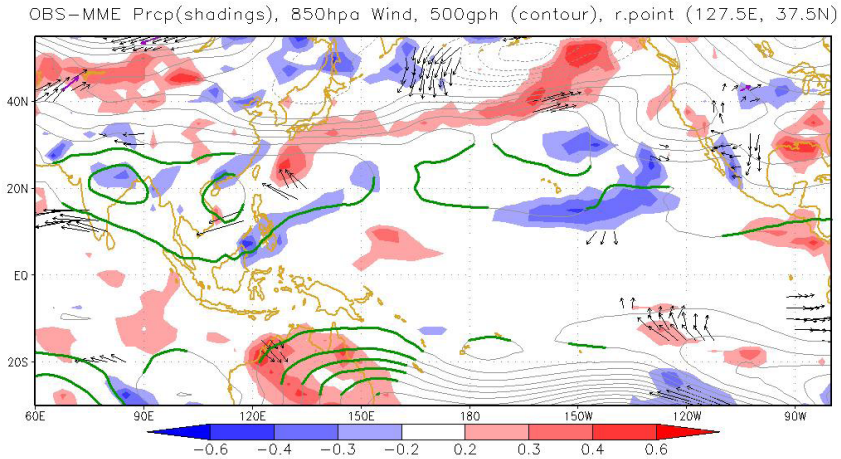 OBS-MME Prcp(shadings), 850hpa Wind, 500gph (contour), r.point (127.5E, 37.5N)
40N
20N
EQ
20S
60E 90E 120E 150E 180 150W 120W 90W
-0.6 -0.4 -0.3 -0.2 0.2 0.3 0.4 0.6